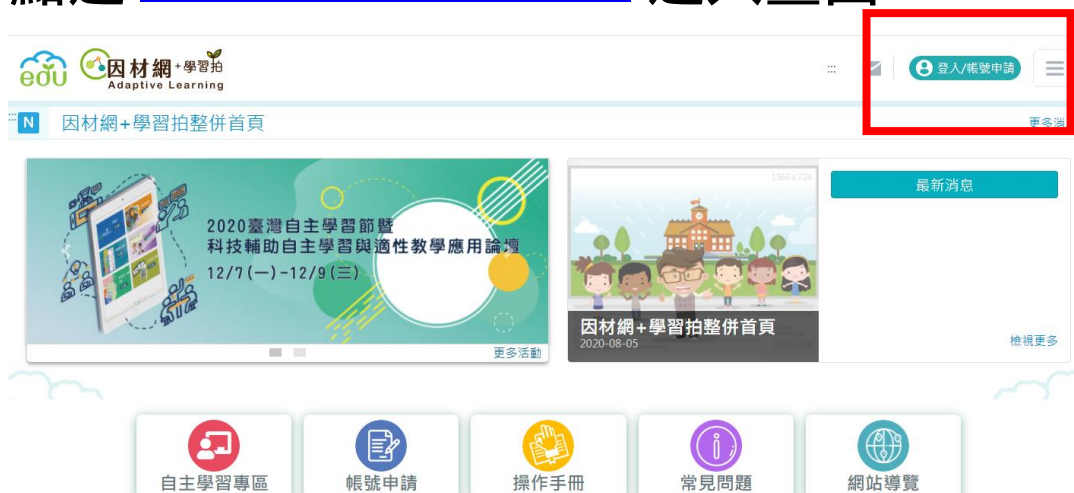 edu 因材網+學習拍
Adaptive Learning
登入/帳號申請
N 因材網+學習拍整併首頁
更多消
2020臺灣自主學習節暨
科技輔助自主學習與適性教學應用論壇
12/7(一)-12/9(三)
更多活動
1366 x 724
因材網+學習拍整併首頁
2020-08-05
最新消息
檢視更多
自主學習專區
帳號申請
操作手冊
常見問題
網站導覽